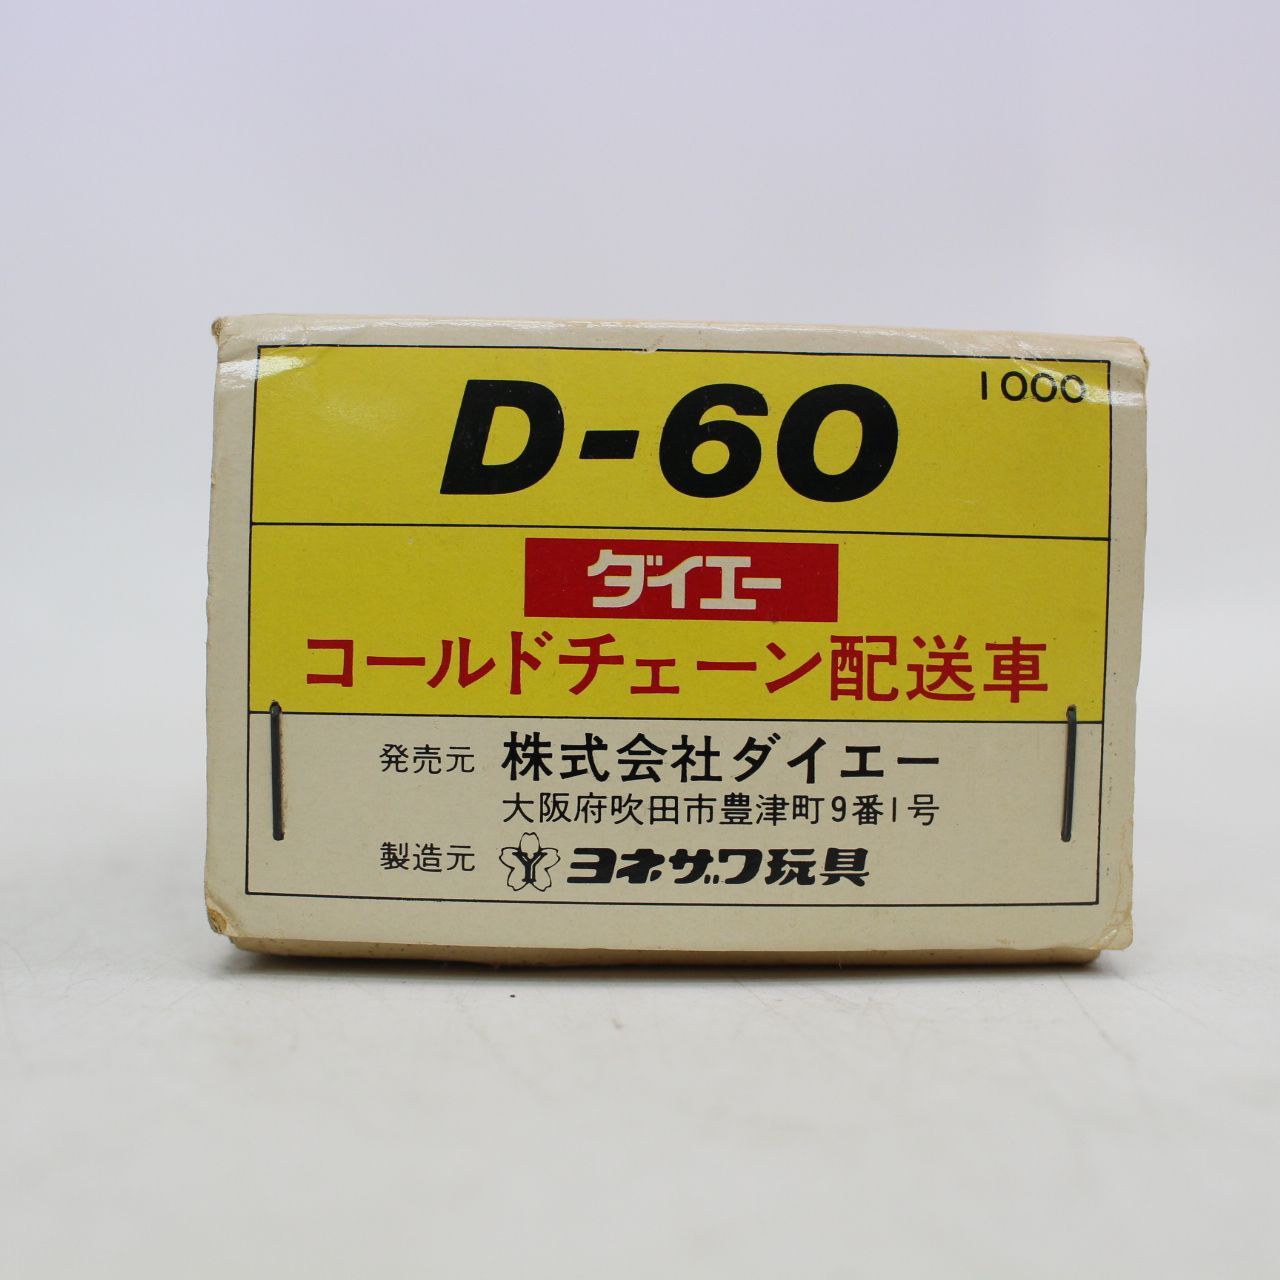 D-60
1000
ダイエー
コールドチェーン配送車
発売元 株式会社ダイエー
大阪府吹田市豊津町9番1号
製造元 Y ヨネザワ玩具